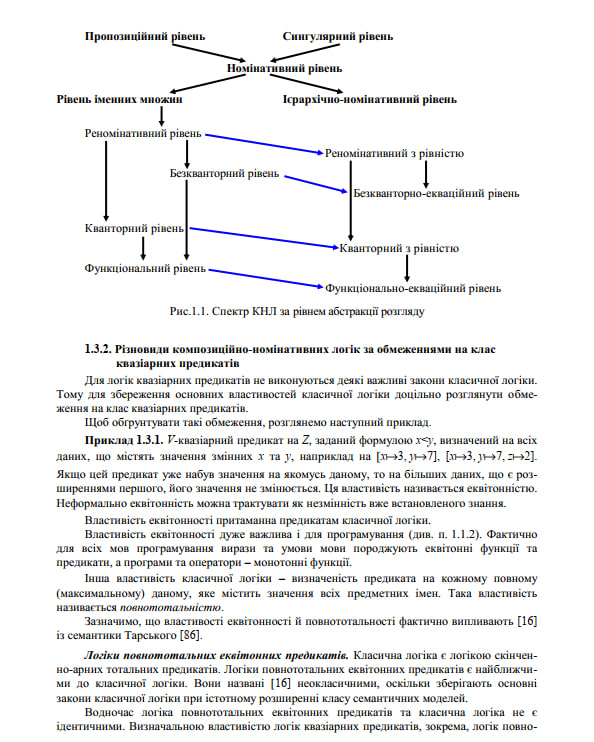 Пропозиційний рівень Сингулярний рівень
Номінативний рівень
Рівень іменних множин Ієрархічно-номінативний рівень
Реномінативний рівень
Реномінативний з рівністю
Безкванторний рівень
Безкванторно-екваційний рівень
Кванторний рівень
Кванторний з рівністю
Функціональний рівень
Функціонально-екваційний рівень
Рис.1.1. Спектр КНЛ за рівнем абстракції розгляду
1.3.2. Різновиди композиційно-номінативних логік за обмеженнями на клас
квазіарних предикатів
Для логік квазіарних предикатів не виконуються деякі важливі закони класичної логіки.
Тому для збереження основних властивостей класичної логіки доцільно розглянути обме-
ження на клас квазіарних предикатів.
Щоб обґрунтувати такі обмеження, розглянемо наступний приклад.
Приклад 1.3.1. V-квазіарний предикат на Z, заданий формулою x<y, визначений на всіх
даних, що містять значення змінних x та y, наприклад на [x↦3, y↦7], [x↦3, y↦7, z↦2].
Якщо цей предикат уже набув значення на якомусь даному, то на більших даних, що є роз-
ширеннями першого, його значення не змінюється. Ця властивість називається еквітонністю.
Неформально еквітонність можна трактувати як незмінність вже встановленого знання.
Властивість еквітонності притаманна предикатам класичної логіки.
Властивість еквітонності дуже важлива і для програмування (див. п. 1.1.2). Фактично
для всіх мов програмування вирази та умови мови породжують еквітонні функції та
предикати, а програми та оператори – монотонні функції.
Інша властивість класичної логіки – визначеність предиката на кожному повному
(максимальному) даному, яке містить значення всіх предметних імен. Така властивість
називається повнототальністю.
Зазначимо, що властивості еквітонності й повнототальності фактично випливають [16]
із семантики Тарського [86].
Логіки повнототальних еквітонних предикатів. Класична логіка є логікою скінчен-
но-арних тотальних предикатів. Логіки повнототальних еквітонних предикатів є найближчи-
ми до класичної логіки. Вони названі [16] неокласичними, оскільки зберігають основні
закони класичної логіки при істотному розширенні класу семантичних моделей.
Водночас логіка повнототальних еквітонних предикатів та класична логіка не є
ідентичними. Визначальною властивістю логік квазіарних предикатів, зокрема, логік повно-